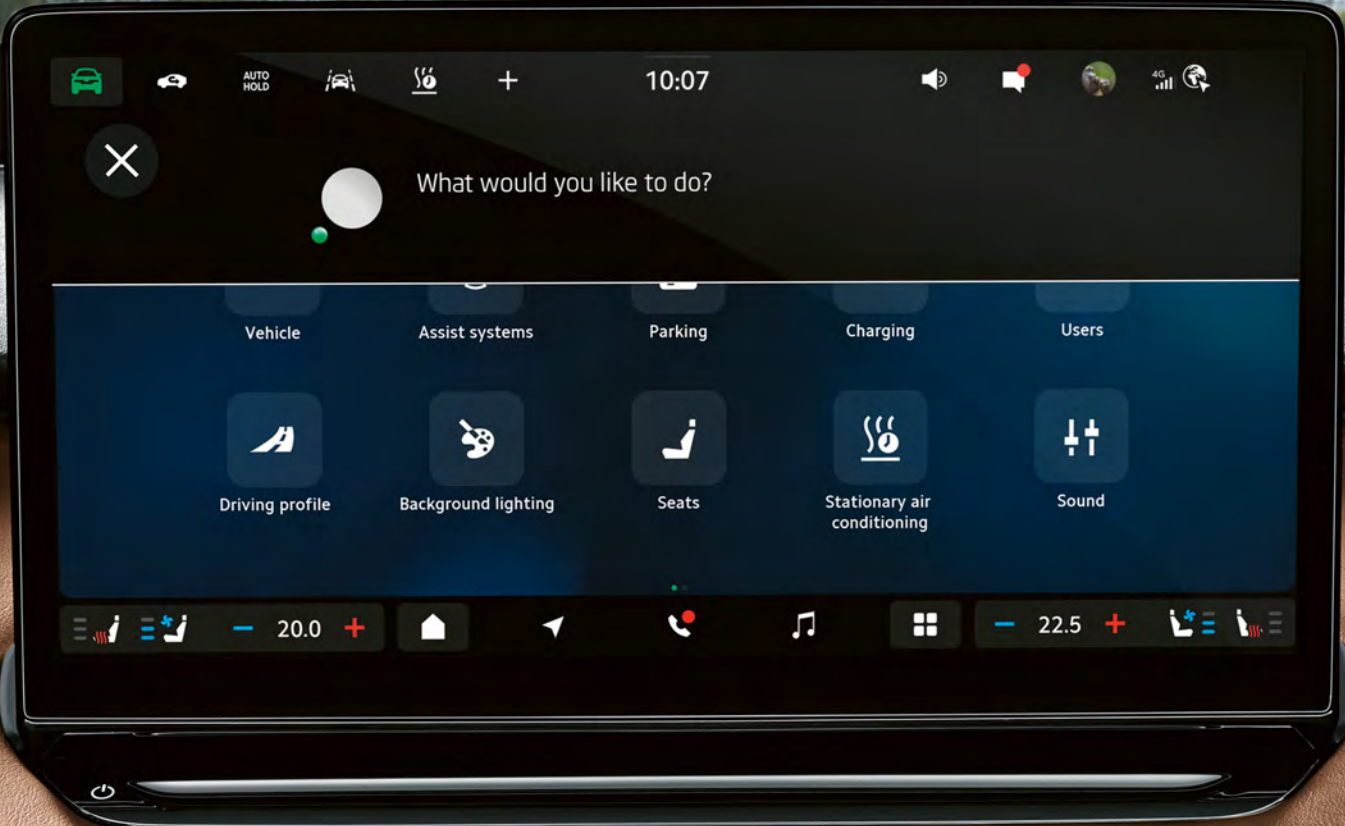 AUTO
HOLD
10:07
4G
What would you like to do?
Vehicle
Assist systems
Parking
Charging
Users
Driving profile
Background lighting
Seats
Stationary air
conditioning
Sound
20.0
22.5